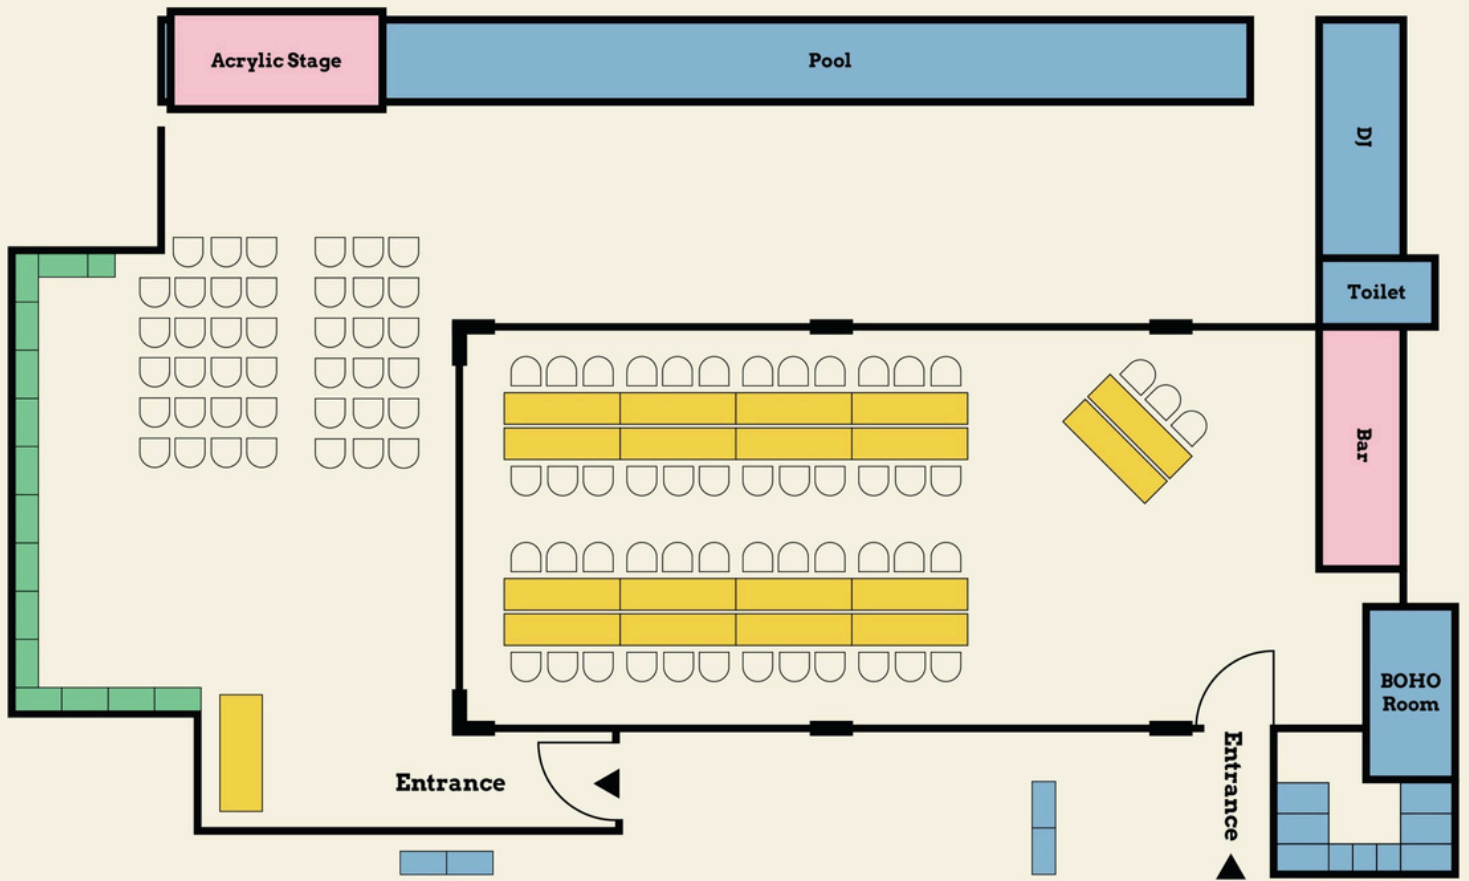 Acrylic Stage
Pool
DJ
Toilet
Bar
BOHO
Room
Entrance
Entrance